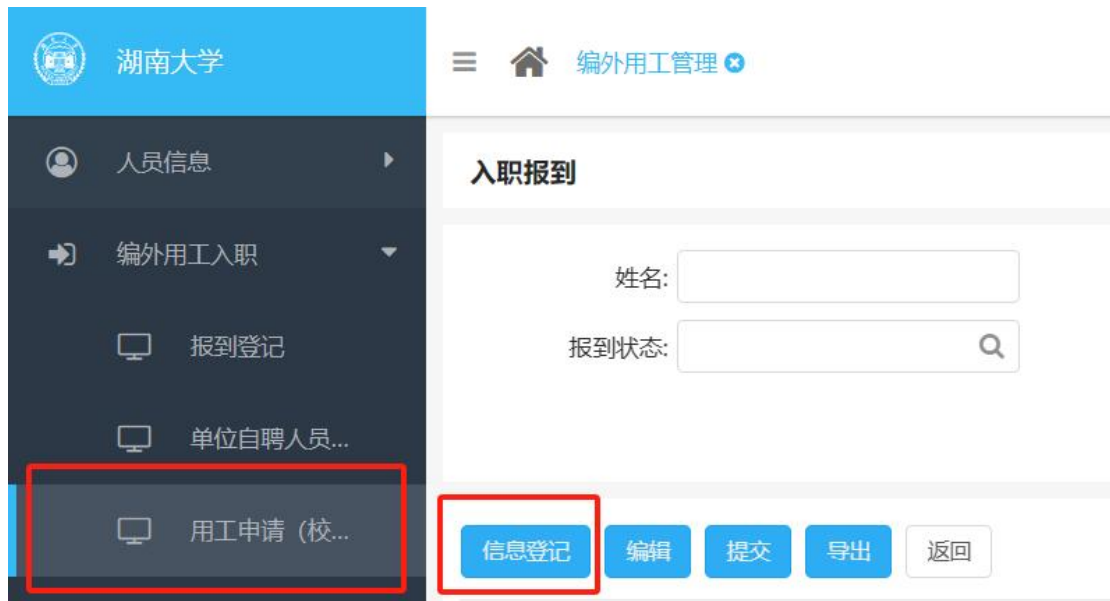 湖南大学
编外用工管理
人员信息
入职报到
编外用工入职
姓名:
报到登记
报到状态:
单位自聘人员...
用工申请（校...
信息登记 编辑 提交 导出 返回